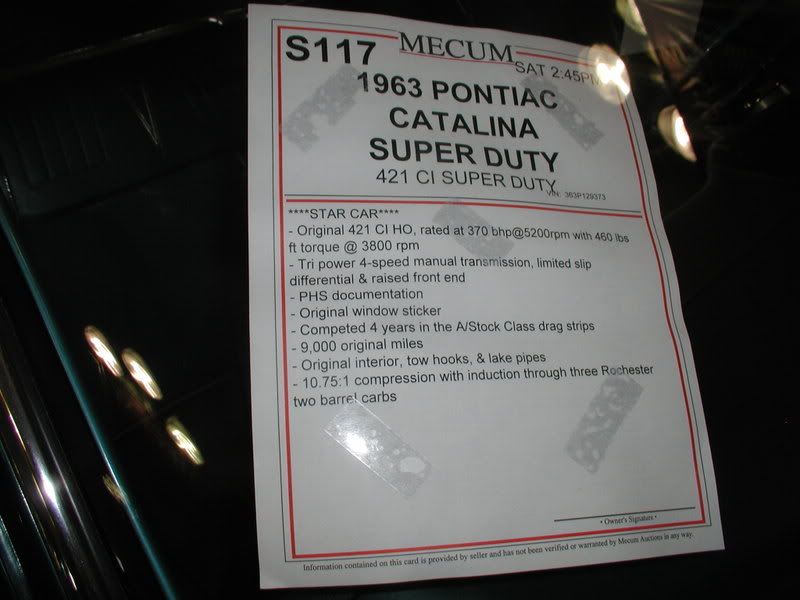 S117 MECUM SAT 2:45PM
1963 PONTIAC
CATALINA
SUPER DUTY
421 CI SUPER DUTY
VIN: 363P129373
****STAR CAR****
- Original 421 CI HO, rated at 370 bhp@5200rpm with 460 lbs
ft torque @ 3800 rpm
- Tri power 4-speed manual transmission, limited slip
differential & raised front end
- PHS documentation
- Original window sticker
- Competed 4 years in the A/Stock Class drag strips
- 9,000 original miles
- Original interior, tow hooks, & lake pipes
- 10.75:1 compression with induction through three Rochester
two barrel carbs
• Owner's Signature •
Information contained on this card is provided by seller and has not been verified or warranted by Mecum Auctions in any way.